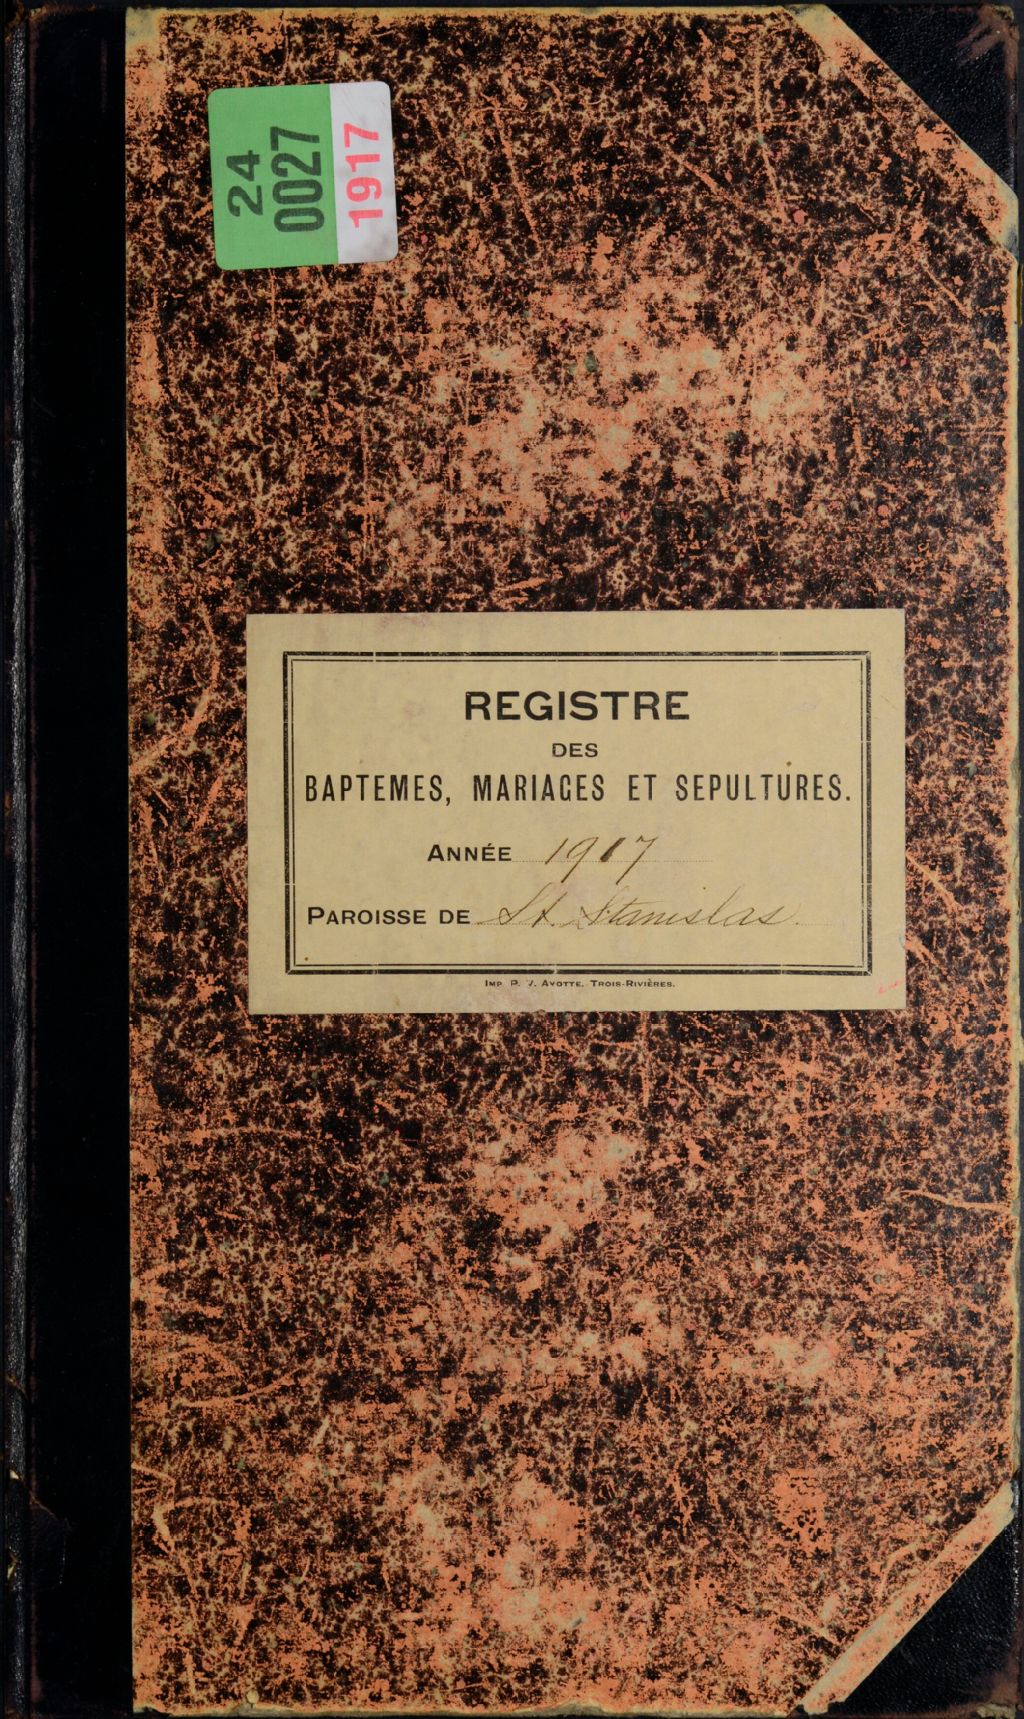 24
0027
1917
REGISTRE
DES
BAPTEMES, MARIAGES ET SEPULTURES.
ANNÉE 1917
PAROISSE DE St. Stanislas.
IMP. P. V. AYOTTE, TROIS-RIVIÈRES.